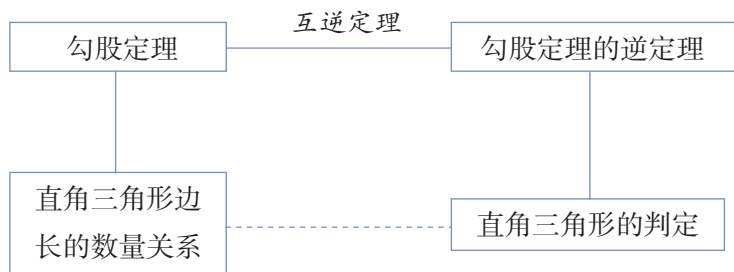 互逆定理
勾股定理
勾股定理的逆定理
直角三角形边
长的数量关系
直角三角形的判定